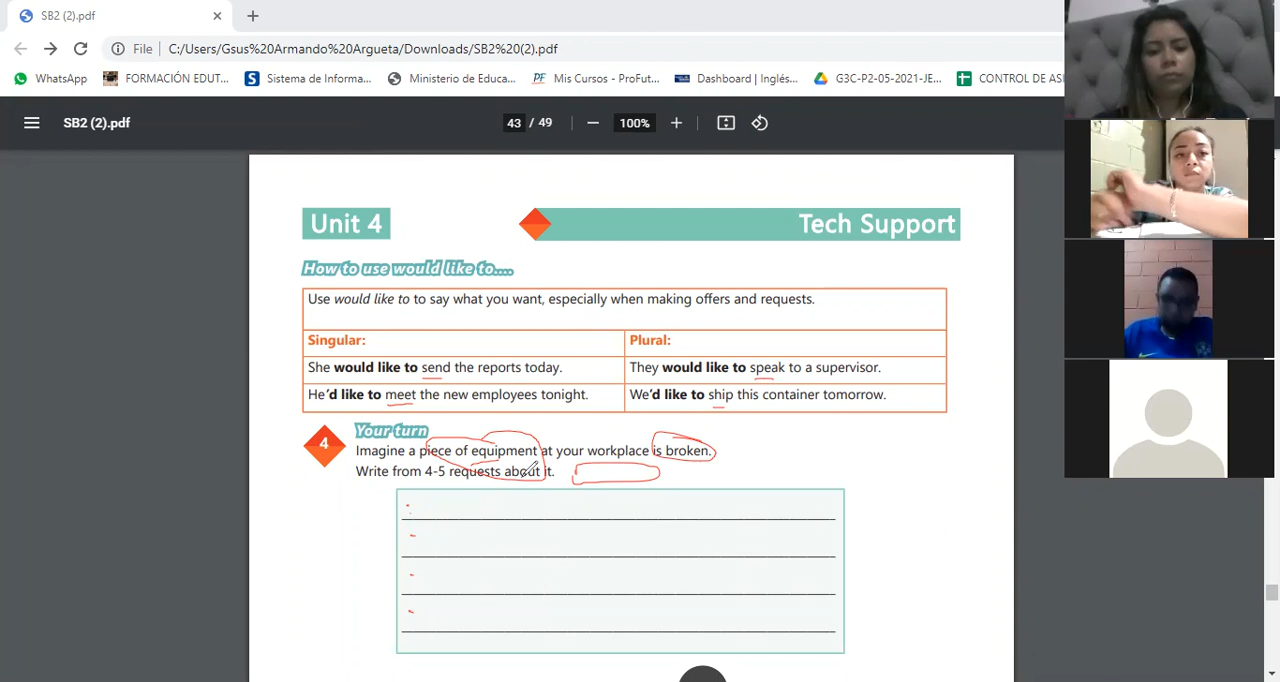 SB2 (2).pdf
File C:/Users/Gsus%20Armando%20Argueta/Downloads/SB2%20(2).pdf
WhatsApp FORMACIÓN EDUT... Sistema de Informa... Ministerio de Educa... Mis Cursos - ProFut... Dashboard | Inglés... G3C-P2-05-2021-JE... CONTROL DE AS
SB2 (2).pdf 43 / 49 100%
Unit 4 Tech Support
How to use would like to....
Use would like to to say what you want, especially when making offers and requests.
Singular: Plural:
She would like to send the reports today. They would like to speak to a supervisor.
He'd like to meet the new employees tonight. We'd like to ship this container tomorrow.
Your turn
4 Imagine a piece of equipment at your workplace is broken.
Write from 4-5 requests about it.